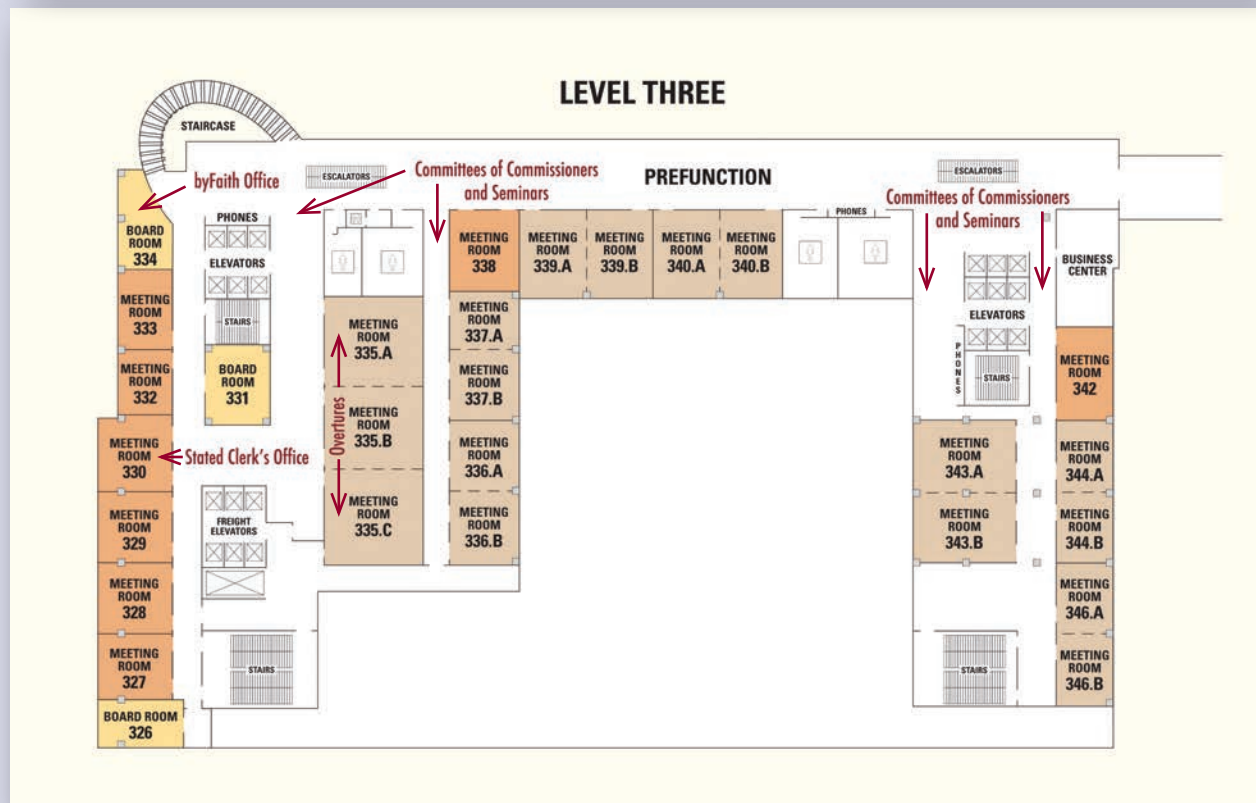 LEVEL THREE
STAIRCASE
byFaith Office
ESCALATORS
Committees of Commissioners
and Seminars
PREFUNCTION
ESCALATORS
Committees of Commissioners
and Seminars
BOARD
ROOM
334
PHONES
ELEVATORS
STAIRS
MEETING
ROOM
333
MEETING
ROOM
332
BOARD
ROOM
331
MEETING
ROOM
330
Stated Clerk's Office
MEETING
ROOM
329
FREIGHT
ELEVATORS
MEETING
ROOM
328
MEETING
ROOM
327
STAIRS
BOARD ROOM
326
MEETING
ROOM
335.A
Overtures
MEETING
ROOM
335.B
MEETING
ROOM
335.C
MEETING
ROOM
338
MEETING
ROOM
339.A
MEETING
ROOM
339.B
MEETING
ROOM
340.A
MEETING
ROOM
340.B
PHONES
MEETING
ROOM
337.A
MEETING
ROOM
337.B
MEETING
ROOM
336.A
MEETING
ROOM
336.B
BUSINESS
CENTER
ELEVATORS
PHONES
STAIRS
MEETING
ROOM
342
MEETING
ROOM
343.A
MEETING
ROOM
343.B
MEETING
ROOM
344.A
MEETING
ROOM
344.B
MEETING
ROOM
346.A
MEETING
ROOM
346.B
STAIRS